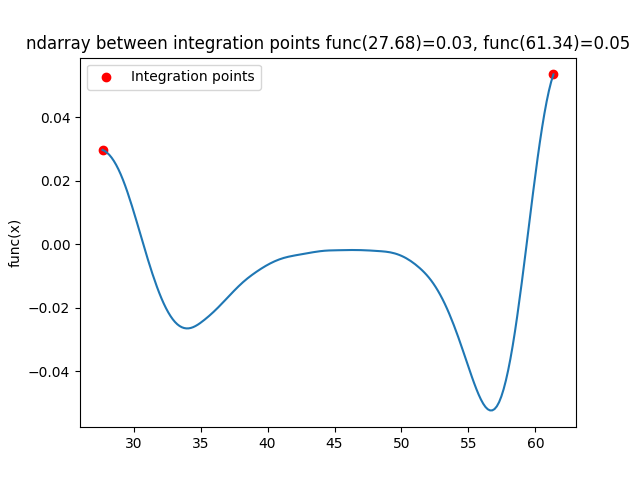 ndarray between integration points func(27.68)=0.03, func(61.34)=0.05
Integration points
func(x)
0.04
0.02
0.00
−0.02
−0.04
30 35 40 45 50 55 60